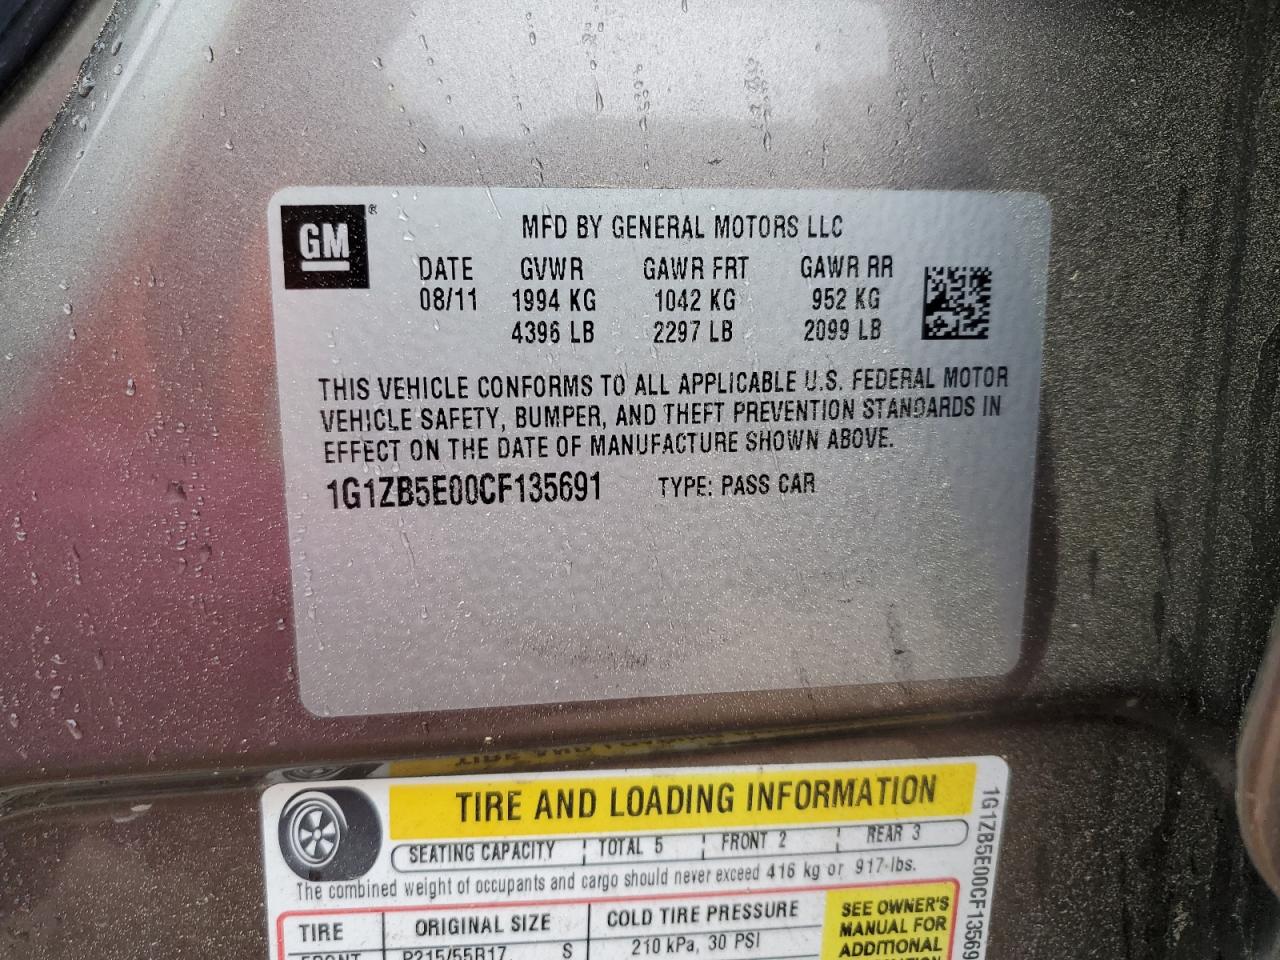 GM®
MFD BY GENERAL MOTORS LLC
DATE GVWR GAWR FRT GAWR RR
08/11 1994 KG 1042 KG 952 KG
4396 LB 2297 LB 2099 LB
THIS VEHICLE CONFORMS TO ALL APPLICABLE U.S. FEDERAL MOTOR
VEHICLE SAFETY, BUMPER, AND THEFT PREVENTION STANDARDS IN
EFFECT ON THE DATE OF MANUFACTURE SHOWN ABOVE.
1G1ZB5E00CF135691 TYPE: PASS CAR
TIRE AND LOADING INFORMATION
SEATING CAPACITY TOTAL 5 FRONT 2 REAR 3
The combined weight of occupants and cargo should never exceed 416 kg or 917 lbs.
TIRE ORIGINAL SIZE COLD TIRE PRESSURE
FRONT P215/55R17 S 210 kPa, 30 PSI
SEE OWNER'S
MANUAL FOR
ADDITIONAL
1G1ZB5E00CF13569